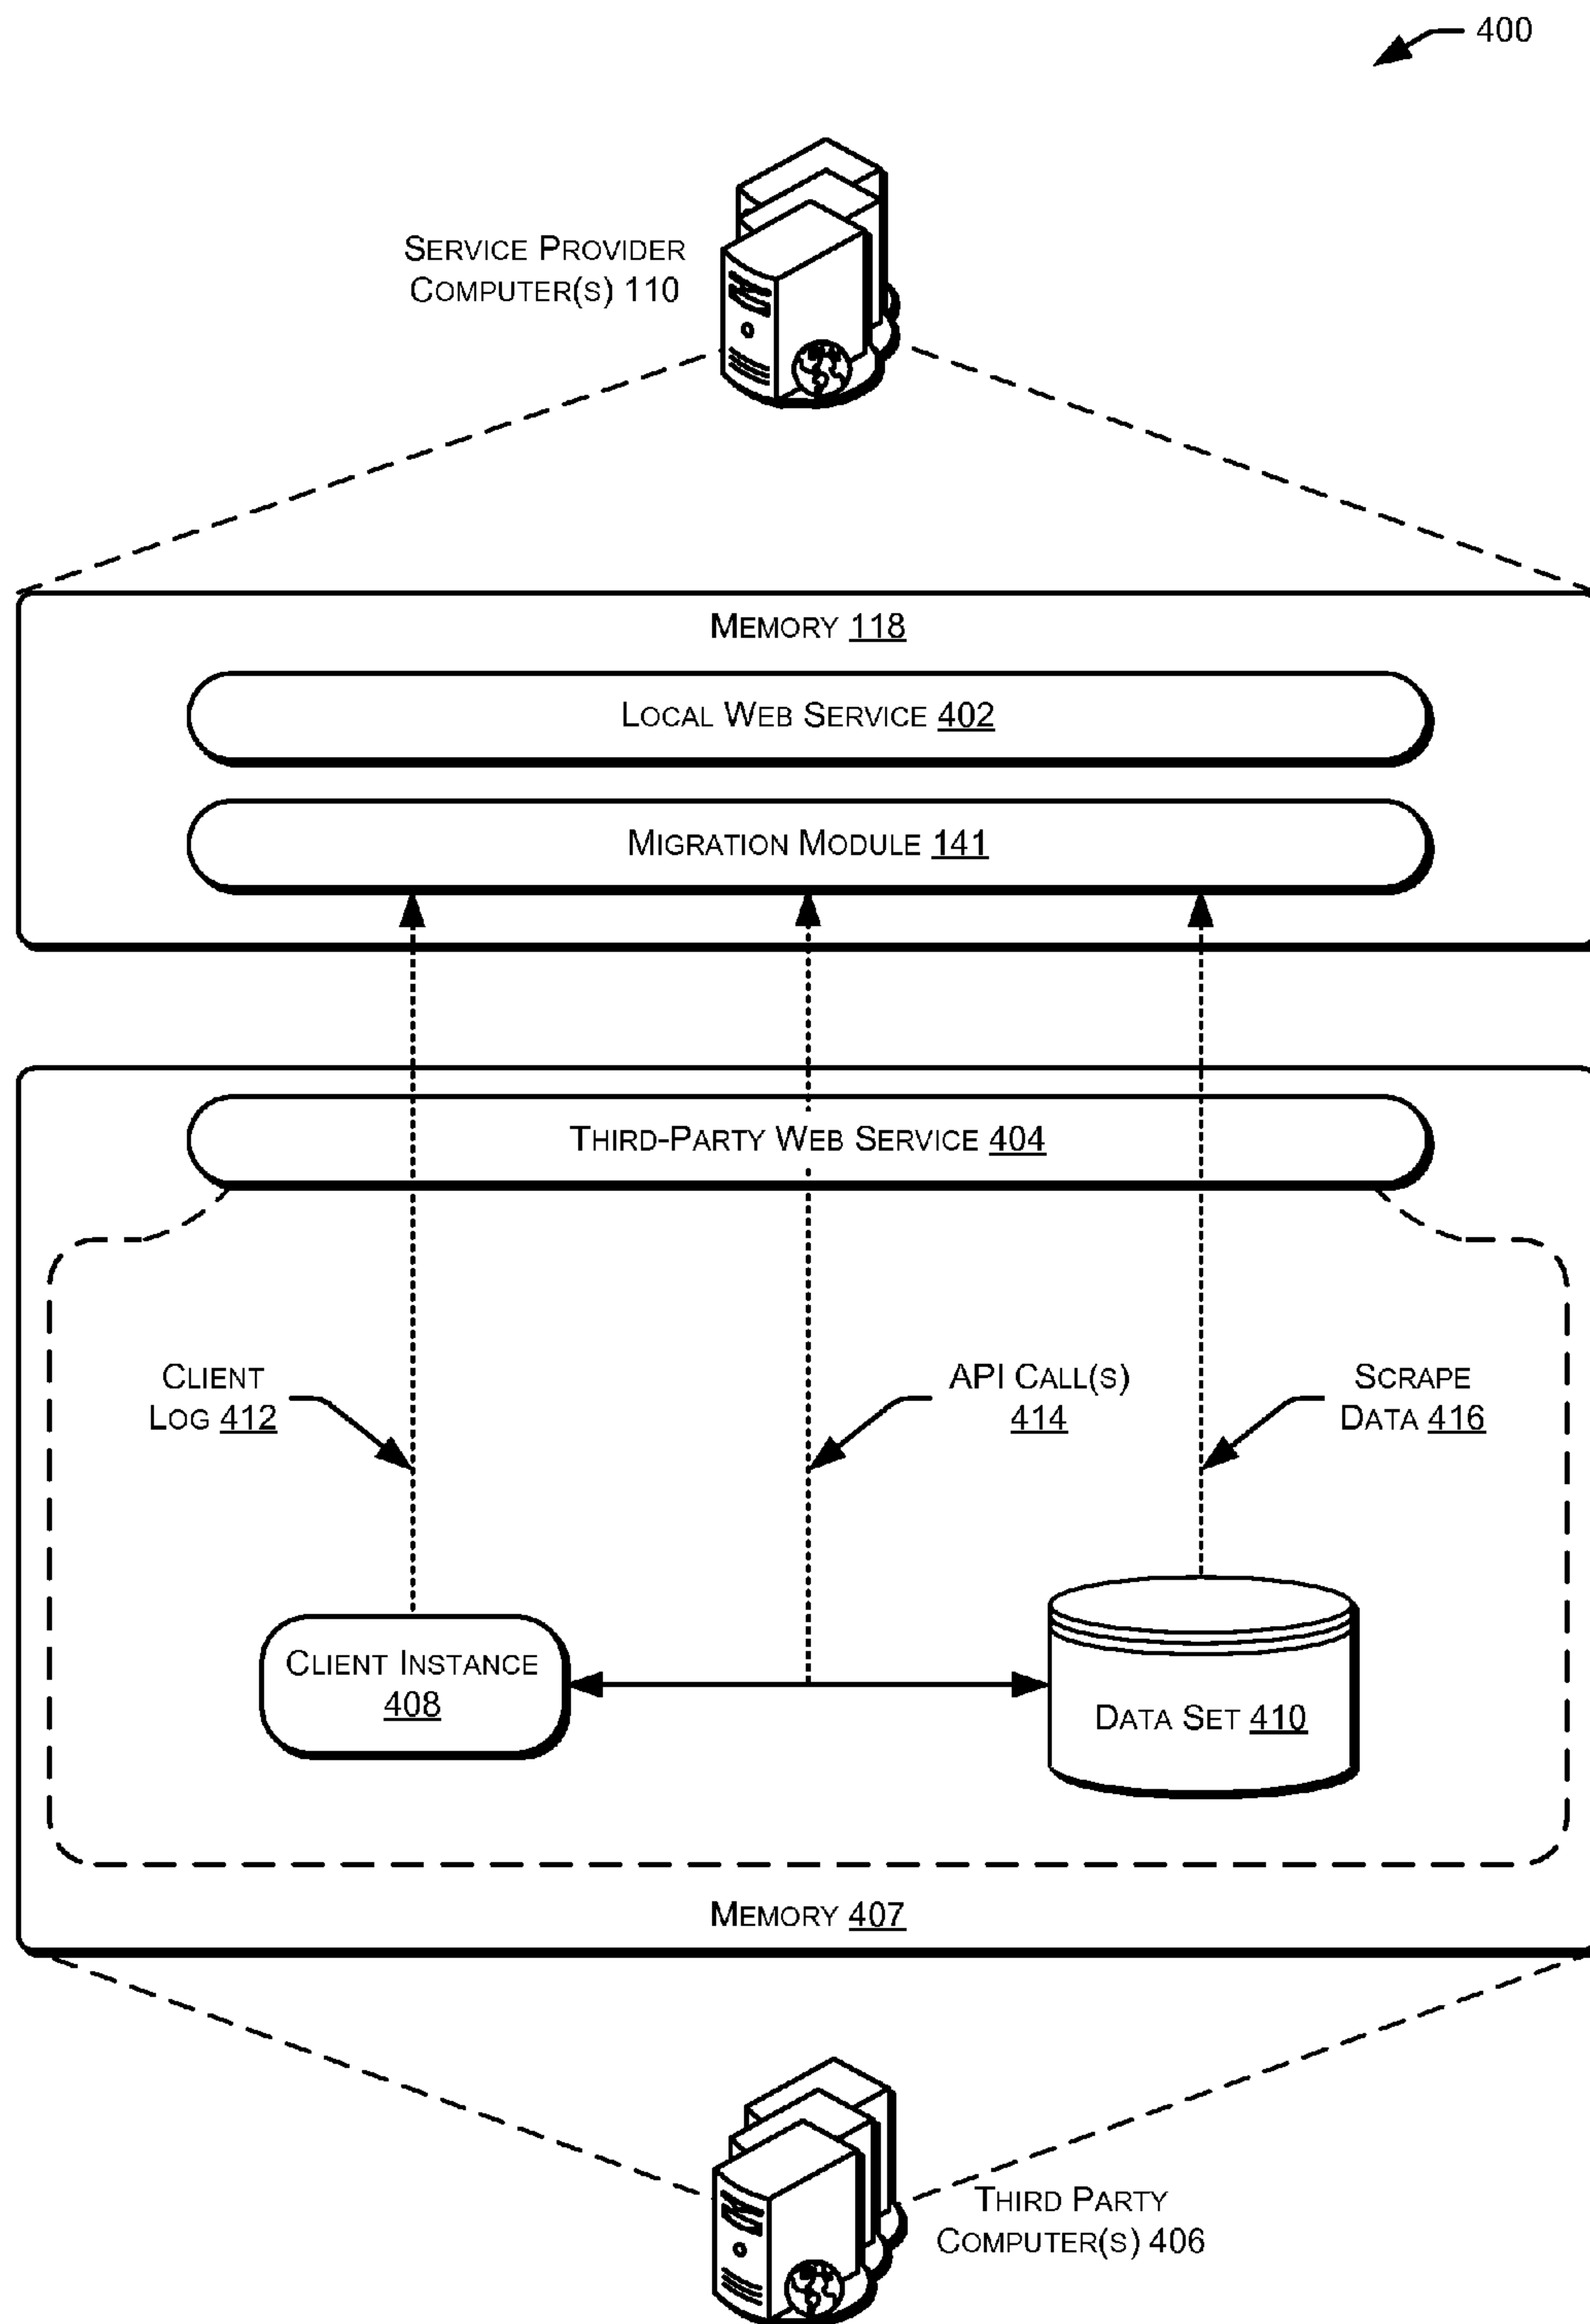 400
SERVICE PROVIDER
COMPUTER(S) 110
MEMORY 118
LOCAL WEB SERVICE 402
MIGRATION MODULE 141
THIRD-PARTY WEB SERVICE 404
CLIENT
LOG 412
API CALL(S)
414
SCRAPE
DATA 416
CLIENT INSTANCE
408
DATA SET 410
MEMORY 407
THIRD PARTY
COMPUTER(S) 406